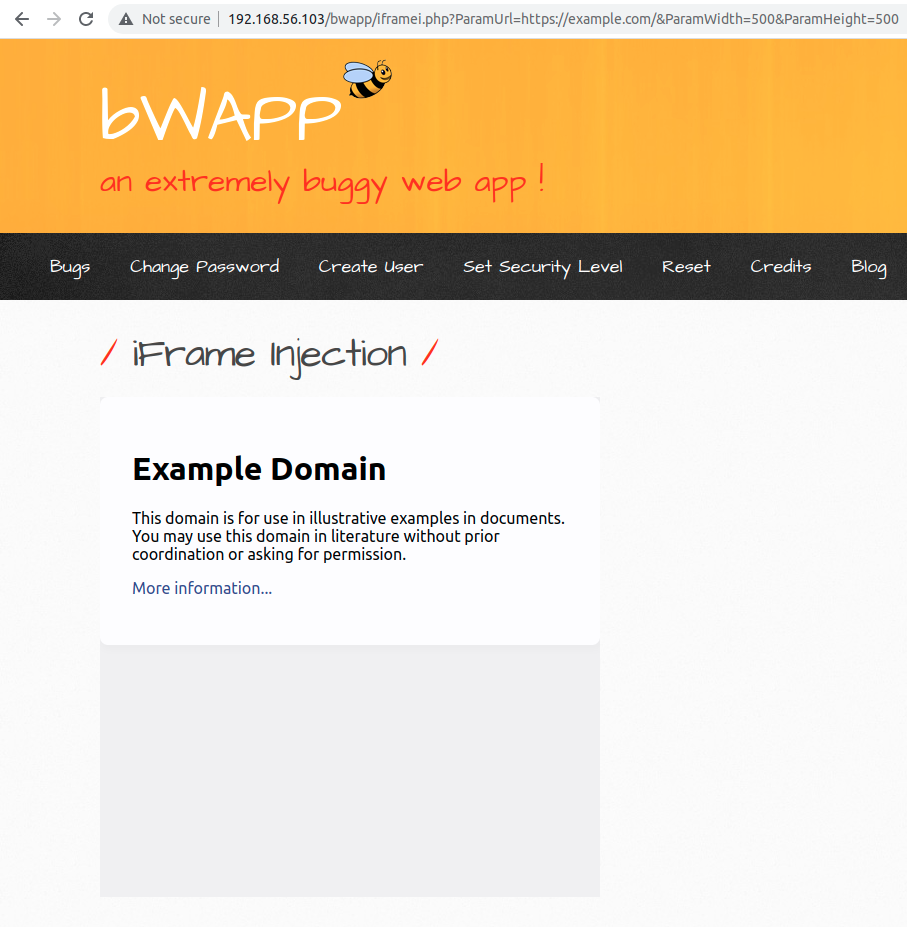 Not secure 192.168.56.103/bwapp/iframei.php?ParamUrl=https://example.com/&ParamWidth=500&ParamHeight=500
bWAPP
an extremely buggy web app !
Bugs Change Password Create User Set Security Level Reset Credits Blog
/ iFrame Injection /
Example Domain
This domain is for use in illustrative examples in documents.
You may use this domain in literature without prior
coordination or asking for permission.
More information...